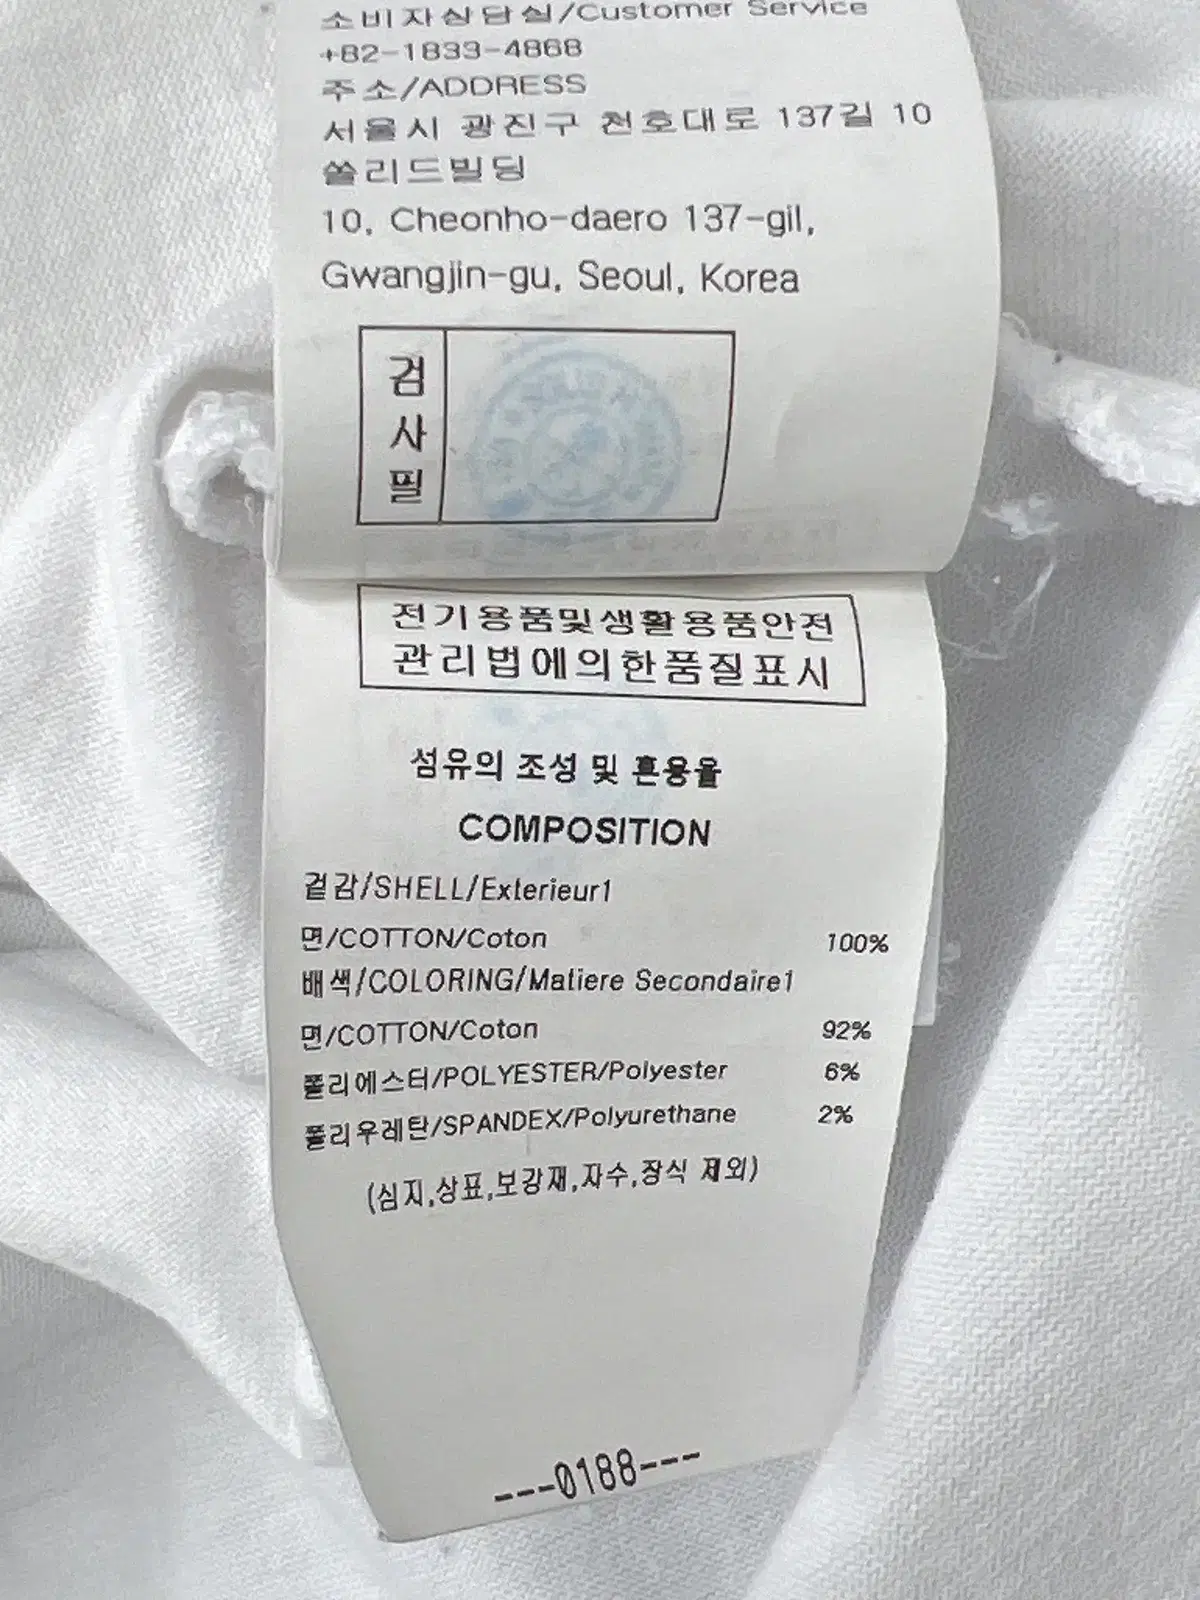 소비자상담실/Customer Service
+82-1833-4868
주소/ADDRESS
서울시 광진구 천호대로 137길 10
쏠리드빌딩
10, Cheonho-daero 137-gil,
Gwangjin-gu, Seoul, Korea
검
사
필
전기용품및생활용품안전
관리법에의한품질표시
섬유의 조성 및 혼용율
COMPOSITION
겉감/SHELL/Exterieur1
면/COTTON/Coton 100%
배색/COLORING/Matiere Secondaire1
면/COTTON/Coton 92%
폴리에스터/POLYESTER/Polyester 6%
폴리우레탄/SPANDEX/Polyurethane 2%
(심지,상표,보강재,자수,장식 제외)
---0188---